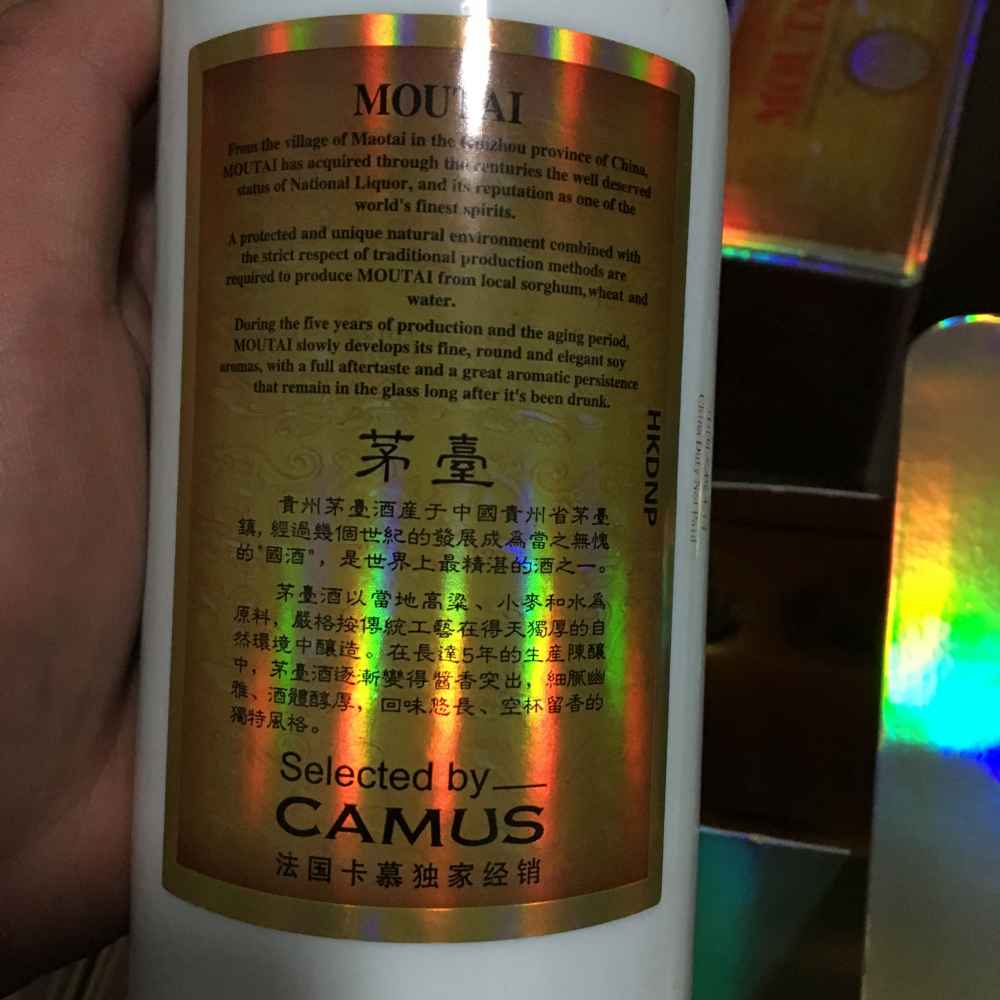 MOUTAI
From the village of Maotai in the Guizhou province of China,
MOUTAI has acquired through the centuries the well deserved
status of National Liquor, and its reputation as one of the
world's finest spirits.
A protected and unique natural environment combined with
the strict respect of traditional production methods are
required to produce MOUTAI from local sorghum, wheat and
water.
During the five years of production and the aging period,
MOUTAI slowly develops its fine, round and elegant soy
aromas, with a full aftertaste and a great aromatic persistence
that remain in the glass long after it's been drunk.
茅臺
貴州茅臺酒産于中國貴州省茅臺
鎮，經過幾個世紀的發展成爲當之無愧
的"國酒"，是世界上最精湛的酒之一。
茅臺酒以當地高粱、小麥和水爲
原料，嚴格按傳統工藝在得天獨厚的自
然環境中釀造。在長達5年的生産陳釀
中，茅臺酒逐漸變得醬香突出，細膩幽
雅、酒體醇厚，回味悠長、空杯留香的
獨特風格。
Selected by
CAMUS
法国卡慕独家经销
HKDNP
China Duty Not Paid
MOUTAI